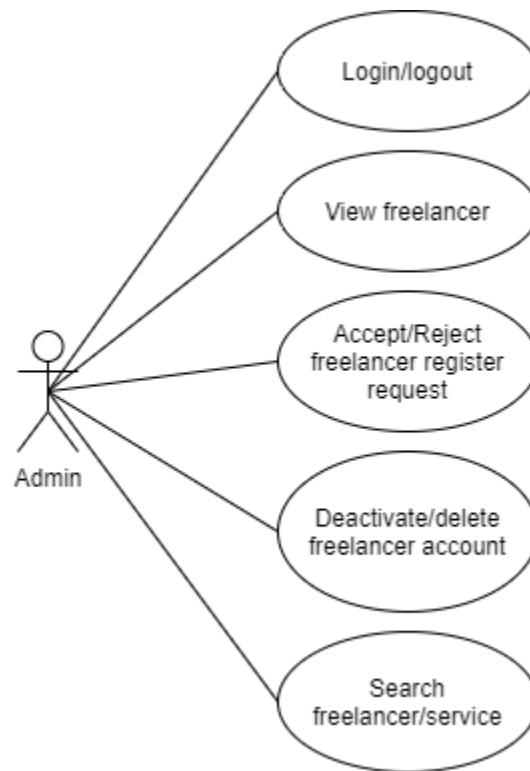 Login/logout
View freelancer
Accept/Reject
freelancer register
request
Admin
Deactivate/delete
freelancer account
Search
freelancer/service